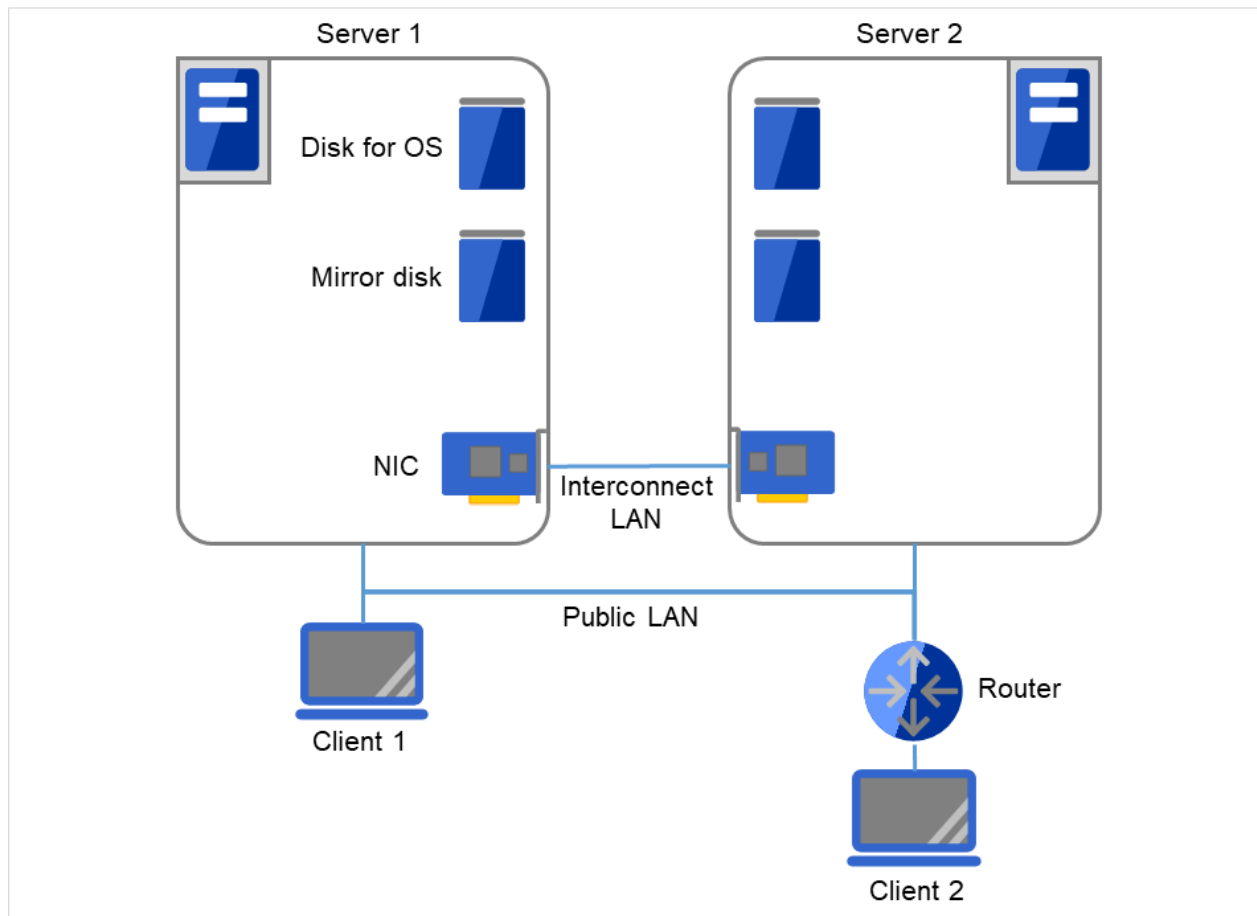 Server 1
Server 2
Disk for OS
Mirror disk
NIC
Interconnect
LAN
Public LAN
Router
Client 1
Client 2